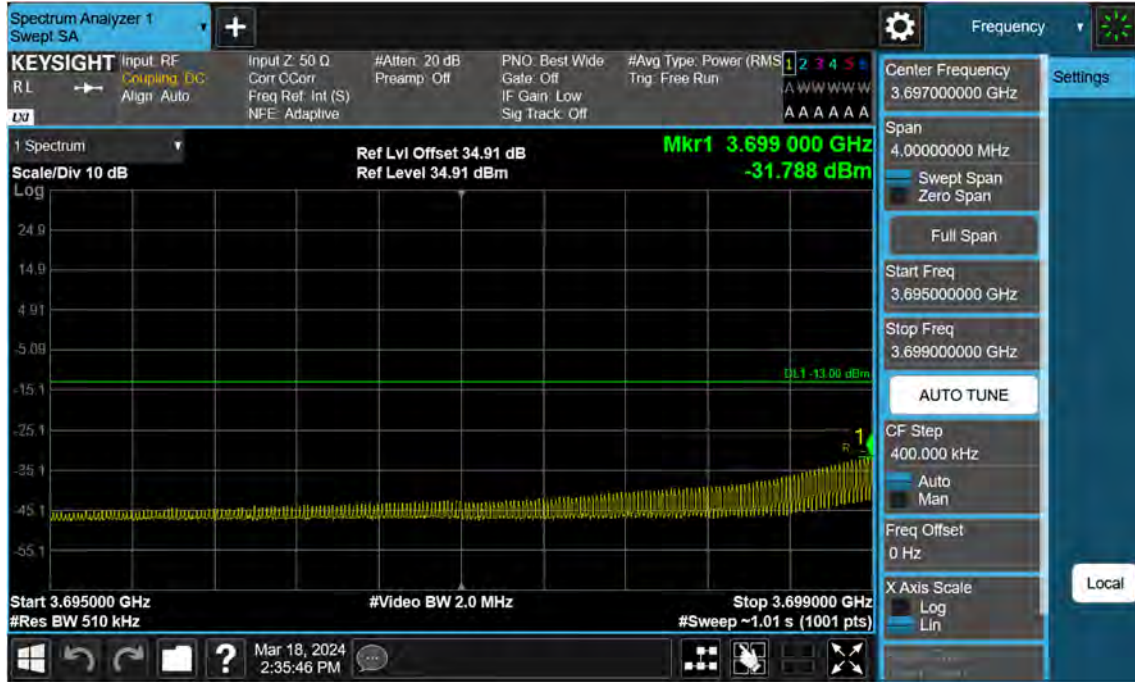 Spectrum Analyzer 1
Swept SA
+
Frequency
KEYSIGHT
RL
LXI
Input: RF
Coupling: DC
Align: Auto
Input Z: 50 Ω
Corr CCorr
Freq Ref: Int (S)
NFE: Adaptive
#Atten: 20 dB
Preamp: Off
PNO: Best Wide
Gate: Off
IF Gain: Low
Sig Track: Off
#Avg Type: Power (RMS
Trig: Free Run
1 2 3 4 5 6
A W W W W W
A A A A A A
1 Spectrum
Scale/Div 10 dB
Log
Ref Lvl Offset 34.91 dB
Ref Level 34.91 dBm
Mkr1 3.699 000 GHz
-31.788 dBm
24.9
14.9
4.91
-5.09
-15.1
-25.1
-35.1
-45.1
-55.1
DL1 -13.00 dBm
1
R
Start 3.695000 GHz
#Res BW 510 kHz
#Video BW 2.0 MHz
Stop 3.699000 GHz
#Sweep ~1.01 s (1001 pts)
?
Mar 18, 2024
2:35:46 PM
Center Frequency
3.697000000 GHz
Span
4.00000000 MHz
Swept Span
Zero Span
Full Span
Start Freq
3.695000000 GHz
Stop Freq
3.699000000 GHz
AUTO TUNE
CF Step
400.000 kHz
Auto
Man
Freq Offset
0 Hz
X Axis Scale
Log
Lin
Settings
Local